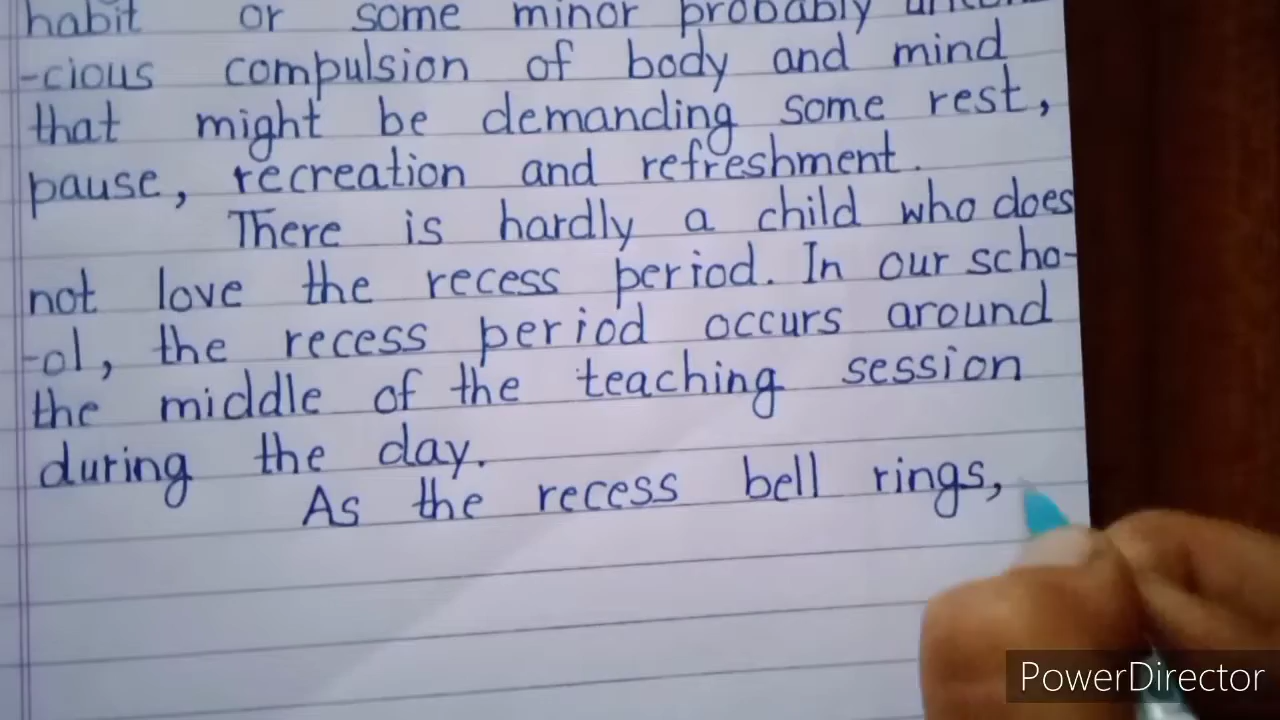 habit or some minor probably
-cious compulsion of body and mind
that might be demanding some rest,
pause, recreation and refreshment.
There is hardly a child who does
not love the recess period. In our scho-
-ol, the recess period occurs around
the middle of the teaching session
during the day.
As the recess bell rings,
PowerDirector